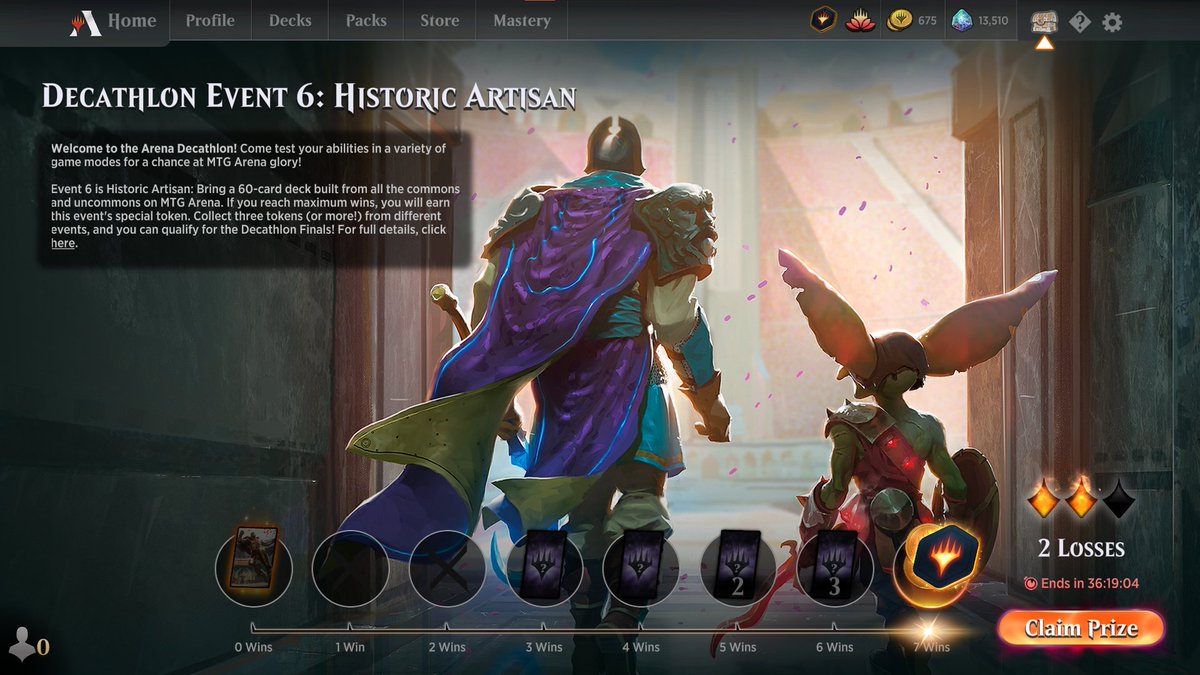 Home Profile Decks Packs Store Mastery 675 13,510
DECATHLON EVENT 6: HISTORIC ARTISAN
Welcome to the Arena Decathlon! Come test your abilities in a variety of
game modes for a chance at MTG Arena glory!
Event 6 is Historic Artisan: Bring a 60-card deck built from all the commons
and uncommons on MTG Arena. If you reach maximum wins, you will earn
this event's special token. Collect three tokens (or more!) from different
events, and you can qualify for the Decathlon Finals! For full details, click
here.
2 LOSSES
Ends in 36:19:04
Claim Prize
? ? ? 2 ? 3
0 Wins 1 Win 2 Wins 3 Wins 4 Wins 5 Wins 6 Wins 7 Wins
0